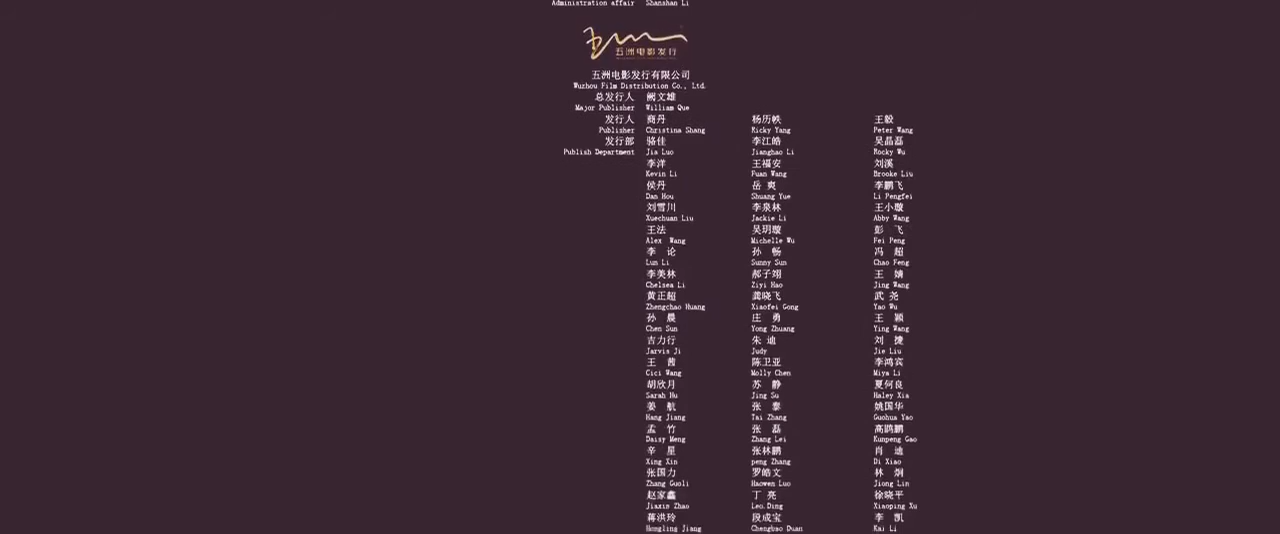 Administration affair Shanshan Li
五洲电影发行
五洲电影发行有限公司
Wuzhou Film Distribution Co., Ltd.
总发行人 阙文雄
Major Publisher William Que
发行人 商丹 杨历帙 王毅
Publisher Christina Shang Ricky Yang Peter Wang
发行部 骆佳 李江皓 吴晶磊
Publish Department Jia Luo Jianghao Li Rocky Wu
李洋 王福安 刘溪
Kevin Li Fuan Wang Brooke Liu
侯丹 岳 爽 李鹏飞
Dan Hou Shuang Yue Li Pengfei
刘雪川 李泉林 王小璇
Xuechuan Liu Jackie Li Abby Wang
王法 吴玥璇 彭 飞
Alex Wang Michelle Wu Fei Peng
李 论 孙 畅 冯 超
Lun Li Sunny Sun Chao Feng
李美林 郝子翊 王 婧
Chelsea Li Ziyi Hao Jing Wang
黄正超 龚晓飞 武 尧
Zhengchao Huang Xiaofei Gong Yao Wu
孙 晨 庄 勇 王 颖
Chen Sun Yong Zhuang Ying Wang
吉力行 朱 迪 刘 捷
Jarvis Ji Judy Jie Liu
王 茜 陈卫亚 李鸿宾
Cici Wang Molly Chen Miya Li
胡欣月 苏 静 夏何良
Sarah Hu Jing Su Haley Xia
姜 航 张 泰 姚国华
Hang Jiang Tai Zhang Guohua Yao
孟 竹 张 磊 高鹍鹏
Daisy Meng Zhang Lei Kunpeng Gao
辛 星 张林鹏 肖 迪
Xing Xin peng Zhang Di Xiao
张国力 罗皓文 林 炯
Zhang Guoli Haowen Luo Jiong Lin
赵家鑫 丁 亮 徐晓平
Jiaxin Zhao Leo.Ding Xiaoping Xu
蒋洪玲 段成宝 李 凯
Hongling Jiang Chengbao Duan Kai Li